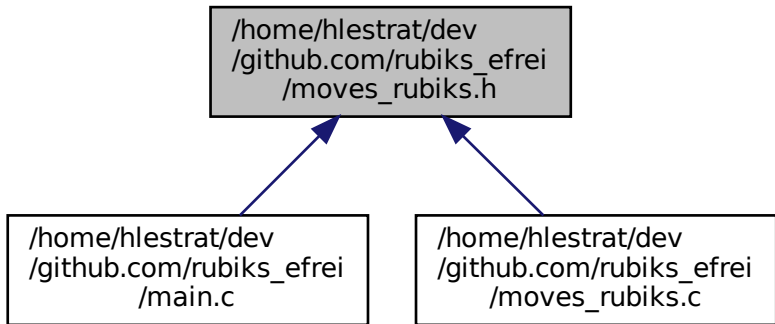 /home/hlestrat/dev
/github.com/rubiks_efrei
/moves_rubiks.h
/home/hlestrat/dev
/github.com/rubiks_efrei
/main.c
/home/hlestrat/dev
/github.com/rubiks_efrei
/moves_rubiks.c